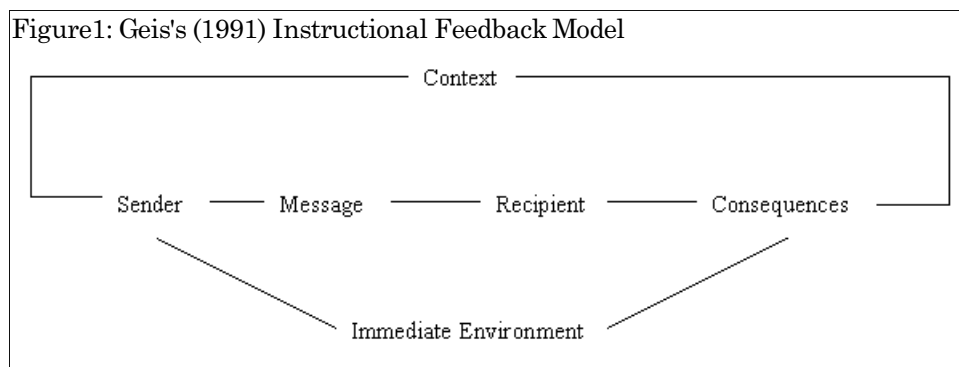 Figure1: Geis's (1991) Instructional Feedback Model
Context
Sender Message Recipient Consequences
Immediate Environment